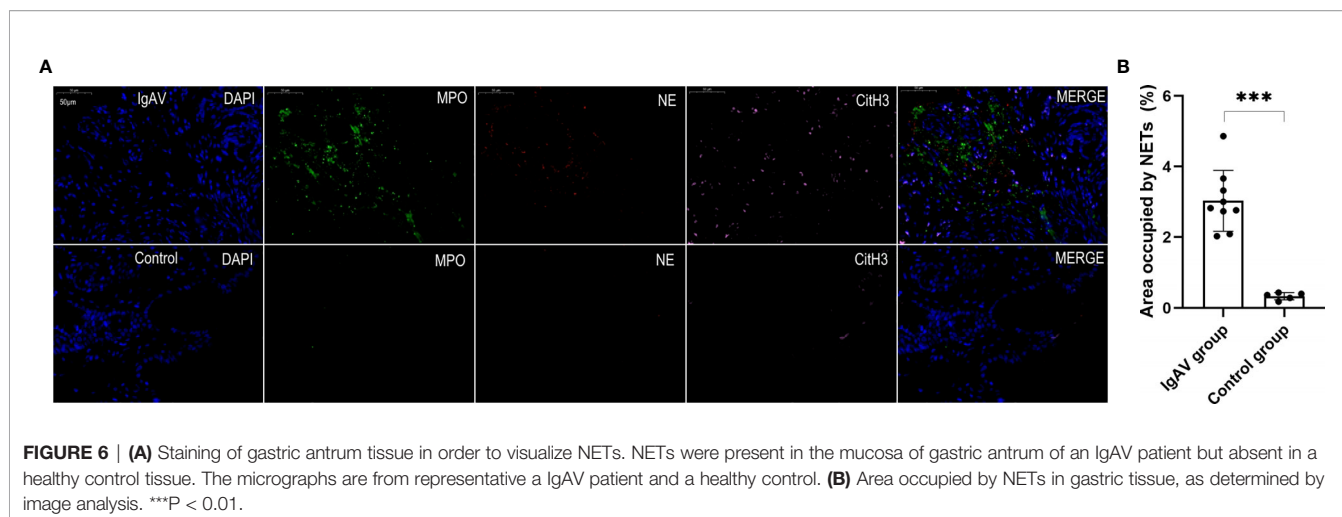 A
B
50μm
IgAV
DAPI
MPO
NE
CitH3
MERGE
Control
DAPI
MPO
NE
CitH3
MERGE
Area occupied by NETs (%)
6
4
2
0
***
IgAV group
Control group
FIGURE 6 | (A) Staining of gastric antrum tissue in order to visualize NETs. NETs were present in the mucosa of gastric antrum of an IgAV patient but absent in a
healthy control tissue. The micrographs are from representative a IgAV patient and a healthy control. (B) Area occupied by NETs in gastric tissue, as determined by
image analysis. ***P < 0.01.